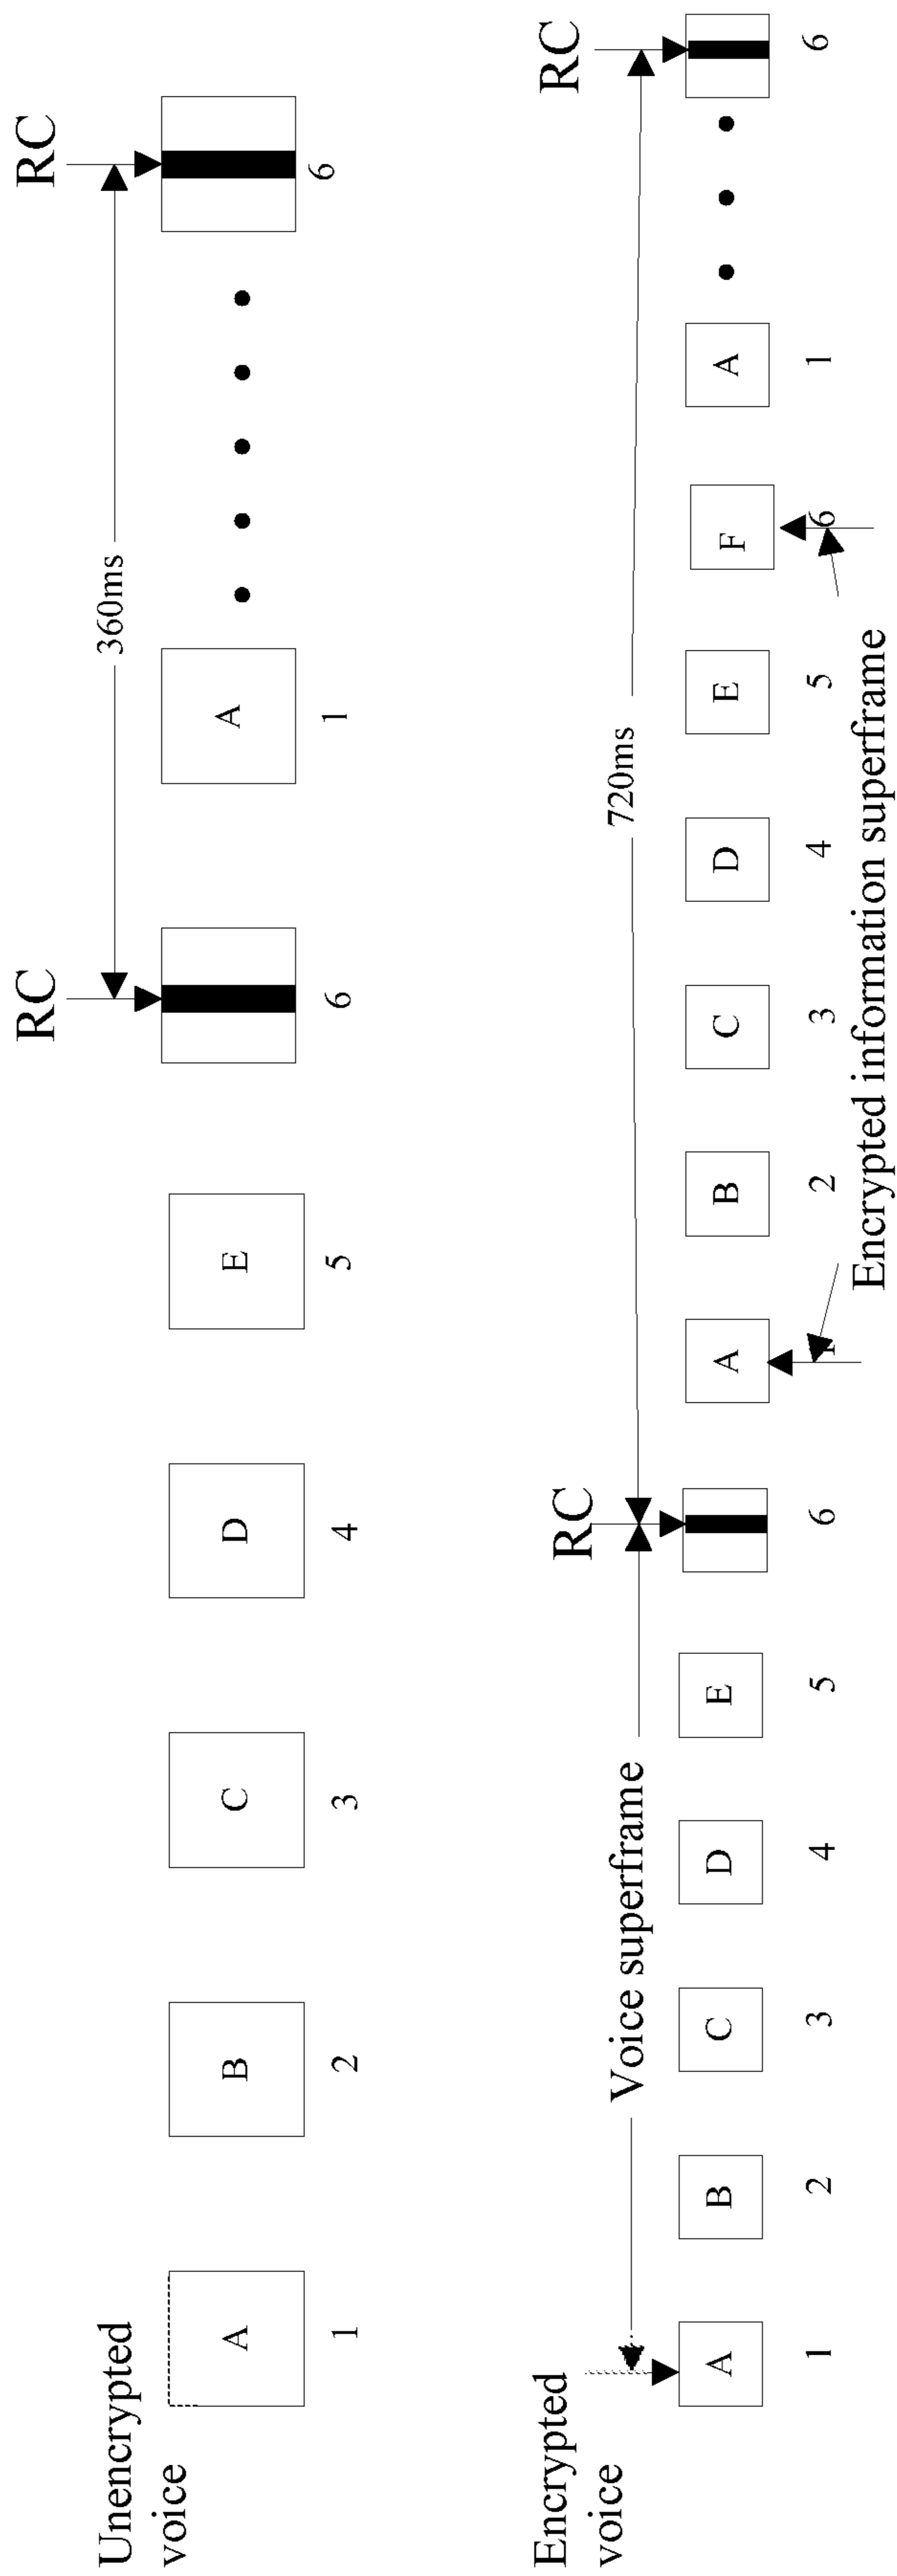 RC RC
Unencrypted 360ms
voice
A B C D E A
1 2 3 4 5 6 1 6
Encrypted RC RC
voice
Voice superframe 720ms
A B C D E A B C D E F A
1 2 3 4 5 6 2 3 4 5 6 1 6
Encrypted information superframe